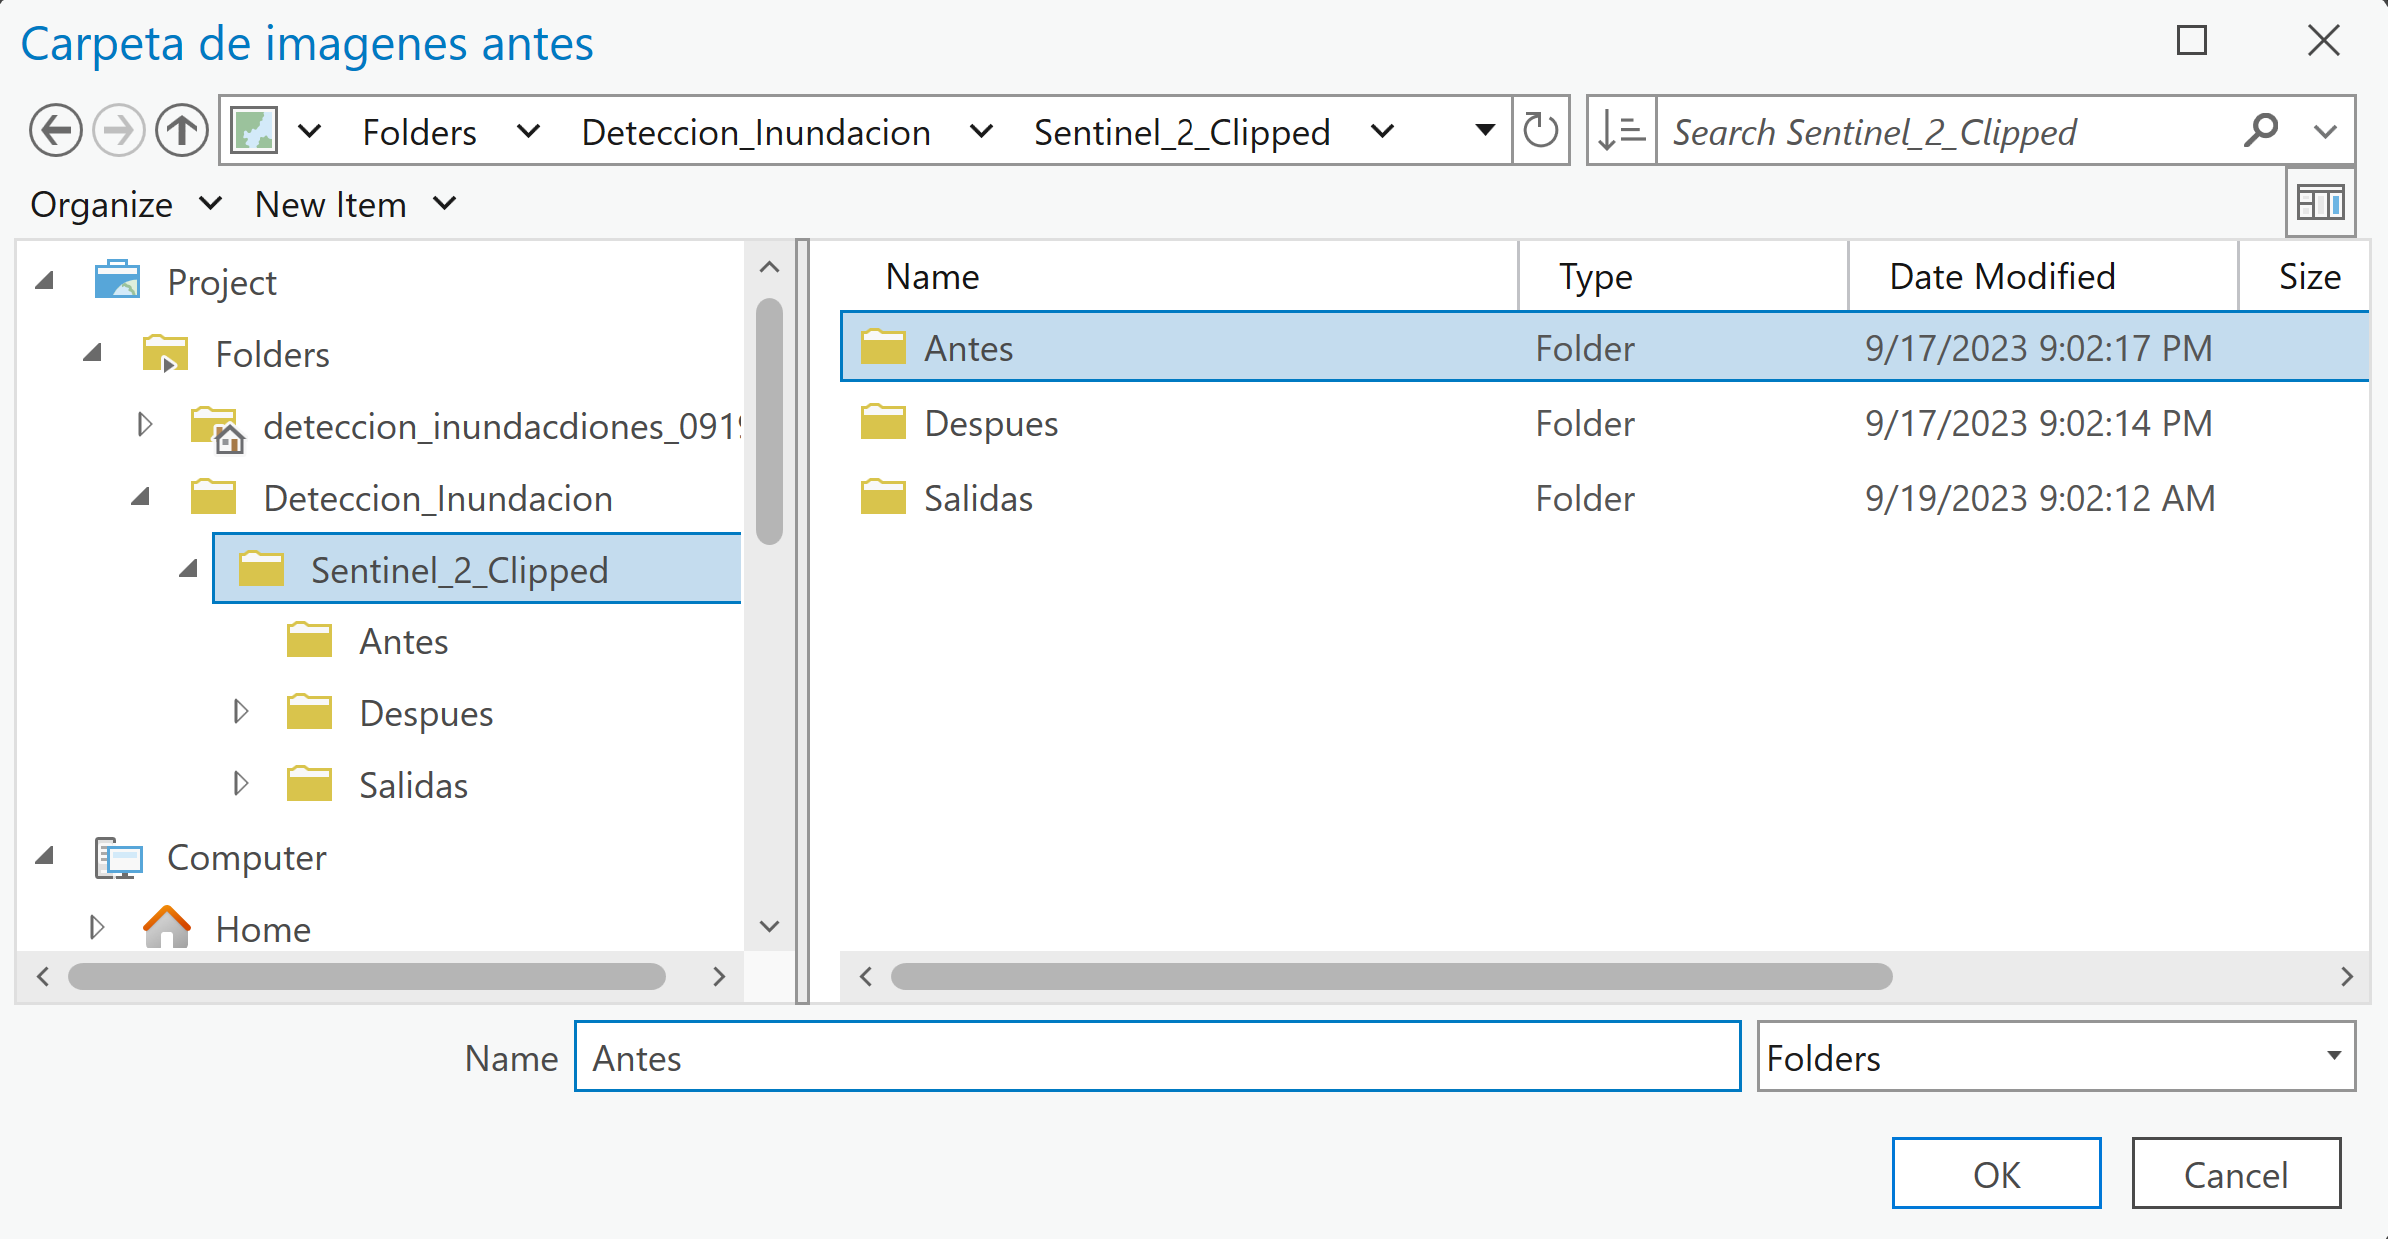 Carpeta de imagenes antes
Folders Deteccion_Inundacion Sentinel_2_Clipped
Search Sentinel_2_Clipped
Organize New Item
Project
Folders
deteccion_inundacdiones_091
Deteccion_Inundacion
Sentinel_2_Clipped
Antes
Despues
Salidas
Computer
Home
Name Type Date Modified Size
Antes Folder 9/17/2023 9:02:17 PM
Despues Folder 9/17/2023 9:02:14 PM
Salidas Folder 9/19/2023 9:02:12 AM
Name Antes Folders
OK Cancel